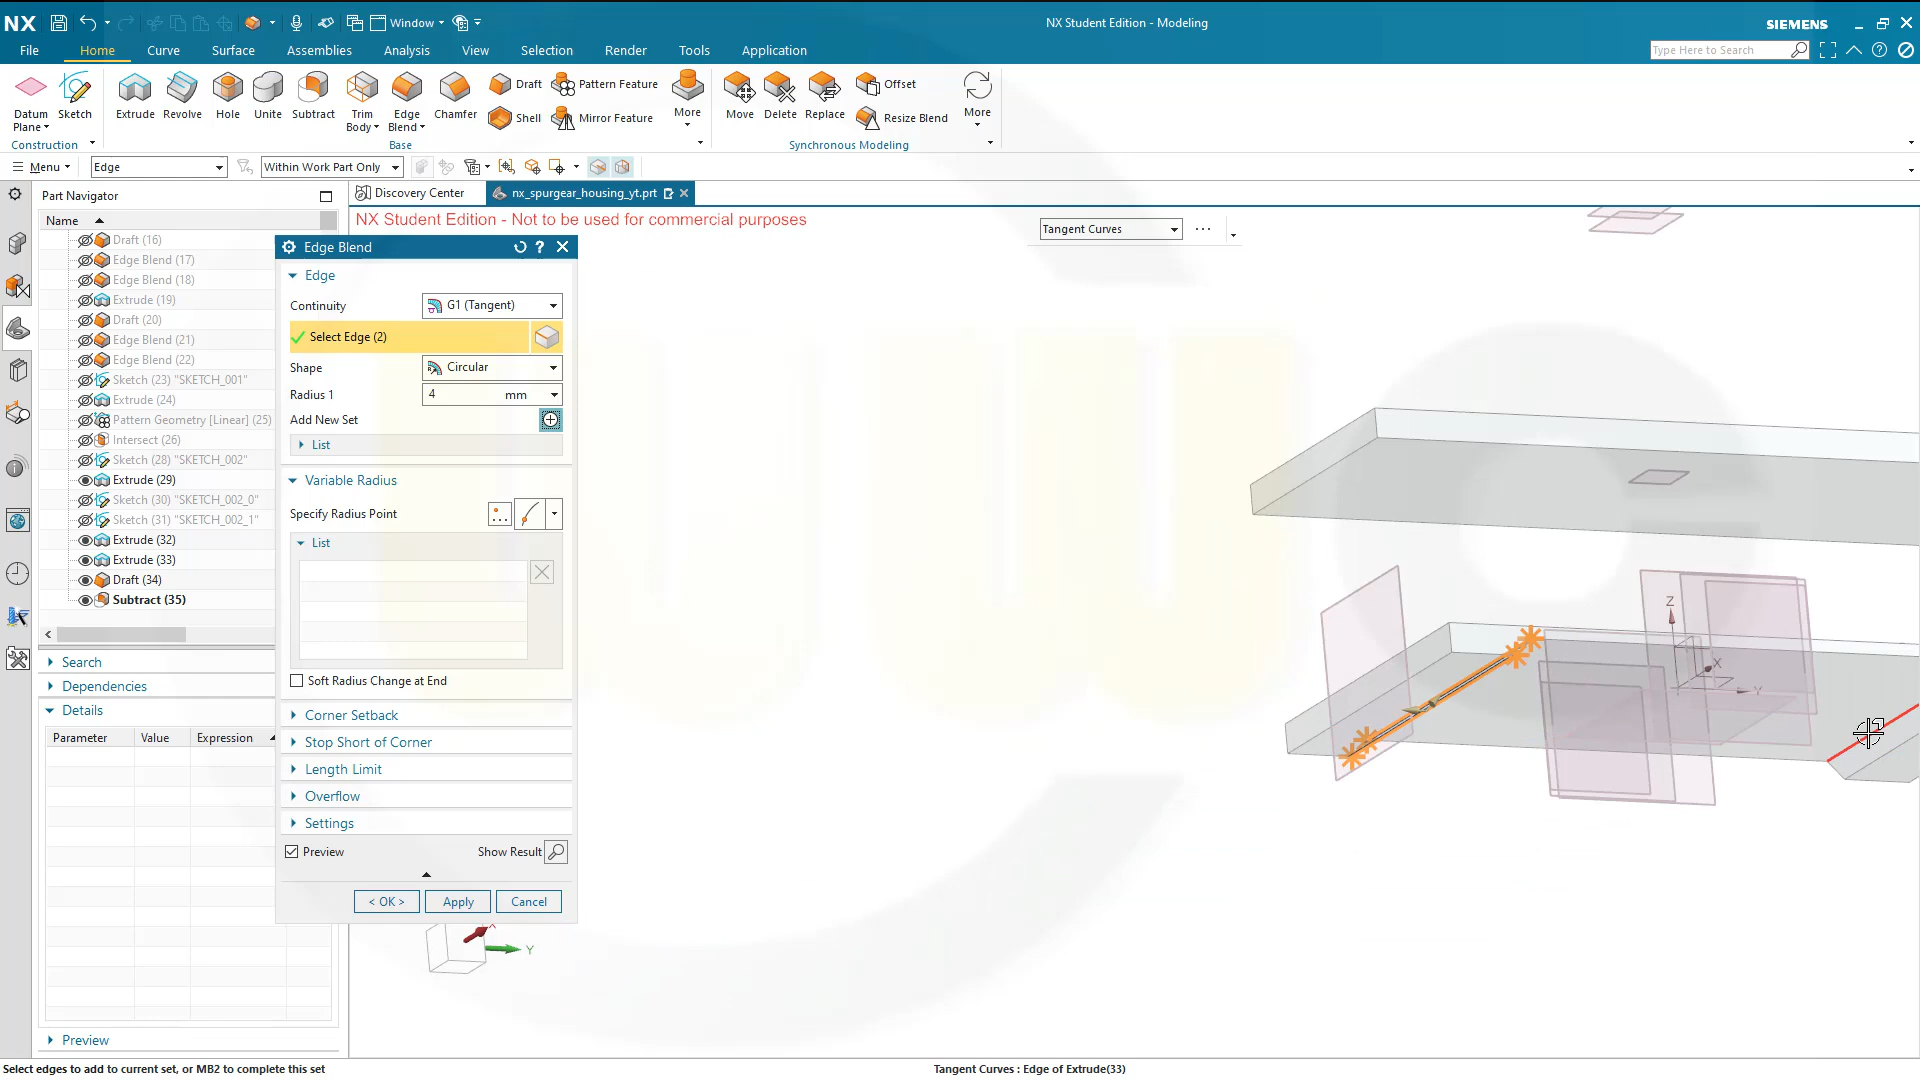 NX
Window
NX Student Edition - Modeling
SIEMENS
File
Home
Curve
Surface
Assemblies
Analysis
View
Selection
Render
Tools
Application
Type Here to Search
Datum Plane
Sketch
Extrude
Revolve
Hole
Unite
Subtract
Trim Body
Edge Blend
Chamfer
Draft
Shell
Pattern Feature
Mirror Feature
More
Move
Delete
Replace
Offset
Resize Blend
More
Construction
Base
Synchronous Modeling
Menu
Edge
Within Work Part Only
Part Navigator
Discovery Center
nx_spurgear_housing_yt.prt
Name
NX Student Edition - Not to be used for commercial purposes
Tangent Curves
Draft (16)
Edge Blend (17)
Edge Blend (18)
Extrude (19)
Draft (20)
Edge Blend (21)
Edge Blend (22)
Sketch (23) "SKETCH_001"
Extrude (24)
Pattern Geometry [Linear] (25)
Intersect (26)
Sketch (28) "SKETCH_002"
Extrude (29)
Sketch (30) "SKETCH_002_0"
Sketch (31) "SKETCH_002_1"
Extrude (32)
Extrude (33)
Draft (34)
Subtract (35)
Search
Dependencies
Details
Parameter Value Expression
Preview
Edge Blend
Edge
Continuity
G1 (Tangent)
Select Edge (2)
Shape
Circular
Radius 1
4 mm
Add New Set
List
Variable Radius
Specify Radius Point
List
Soft Radius Change at End
Corner Setback
Stop Short of Corner
Length Limit
Overflow
Settings
Preview
Show Result
< OK >
Apply
Cancel
X
Y
Z
X
Y
Select edges to add to current set, or MB2 to complete this set
Tangent Curves : Edge of Extrude(33)